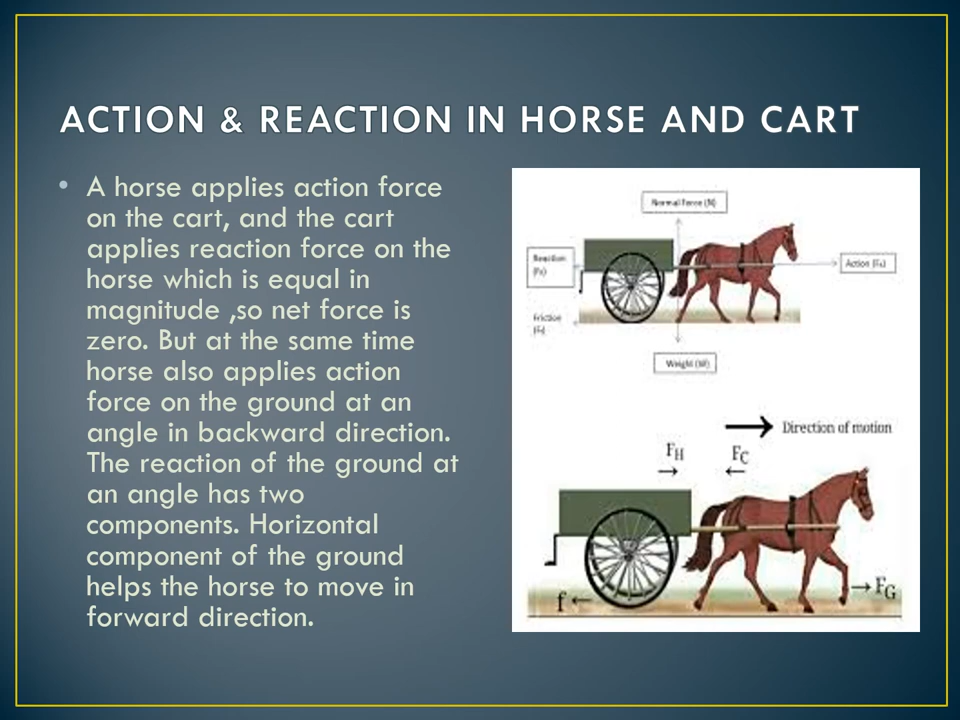 ACTION & REACTION IN HORSE AND CART
• A horse applies action force
on the cart, and the cart
applies reaction force on the
horse which is equal in
magnitude ,so net force is
zero. But at the same time
horse also applies action
force on the ground at an
angle in backward direction.
The reaction of the ground at
an angle has two
components. Horizontal
component of the ground
helps the horse to move in
forward direction.
Normal Force (N)
Reaction
Action
Friction
Weight (W)
Direction of motion
F_H
F_C
F_G
f